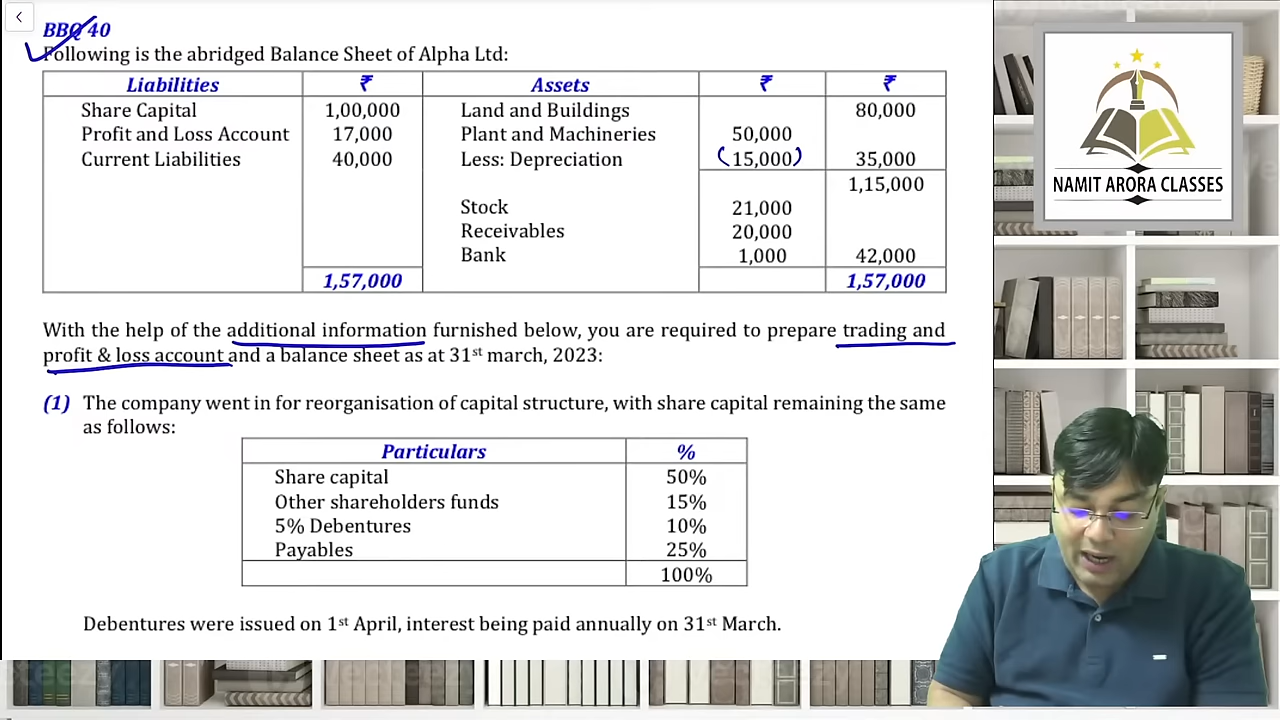 BBQ 40
Following is the abridged Balance Sheet of Alpha Ltd:
Liabilities ₹ Assets ₹ ₹
Share Capital 1,00,000 Land and Buildings 80,000
Profit and Loss Account 17,000 Plant and Machineries 50,000
Current Liabilities 40,000 Less: Depreciation (15,000) 35,000
1,15,000
Stock 21,000
Receivables 20,000
Bank 1,000 42,000
1,57,000 1,57,000
With the help of the additional information furnished below, you are required to prepare trading and
profit & loss account and a balance sheet as at 31st march, 2023:
(1) The company went in for reorganisation of capital structure, with share capital remaining the same
as follows:
Particulars %
Share capital 50%
Other shareholders funds 15%
5% Debentures 10%
Payables 25%
100%
Debentures were issued on 1st April, interest being paid annually on 31st March.
NAMIT ARORA CLASSES